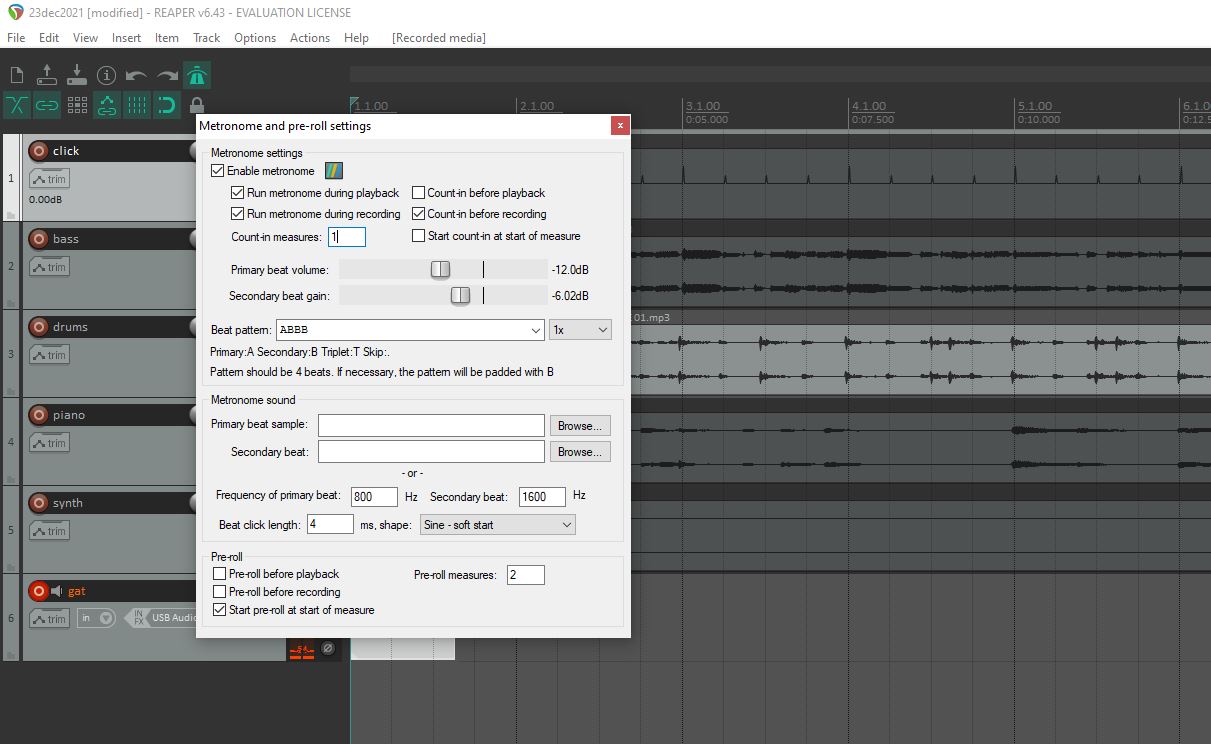 23dec2021 [modified] - REAPER v6.43 - EVALUATION LICENSE
File Edit View Insert Item Track Options Actions Help [Recorded media]
1.1.00 2.1.00 3.1.00 4.1.00 5.1.00 6.1.0
0:05.000 0:07.500 0:10.000 0:12.5
Metronome and pre-roll settings
x
1
click
trim
0.00dB
2
bass
trim
3
drums
trim
4
piano
trim
5
synth
trim
6
gat
trim in IN FX USB Audio
01.mp3
Metronome settings
Enable metronome
Run metronome during playback Count-in before playback
Run metronome during recording Count-in before recording
Count-in measures: 1 Start count-in at start of measure
Primary beat volume: -12.0dB
Secondary beat gain: -6.02dB
Beat pattern: ABBB 1x
Primary:A Secondary:B Triplet:T Skip:.
Pattern should be 4 beats. If necessary, the pattern will be padded with B
Metronome sound
Primary beat sample: Browse...
Secondary beat: Browse...
- or -
Frequency of primary beat: 800 Hz Secondary beat: 1600 Hz
Beat click length: 4 ms, shape: Sine - soft start
Pre-roll
Pre-roll before playback Pre-roll measures: 2
Pre-roll before recording
Start pre-roll at start of measure